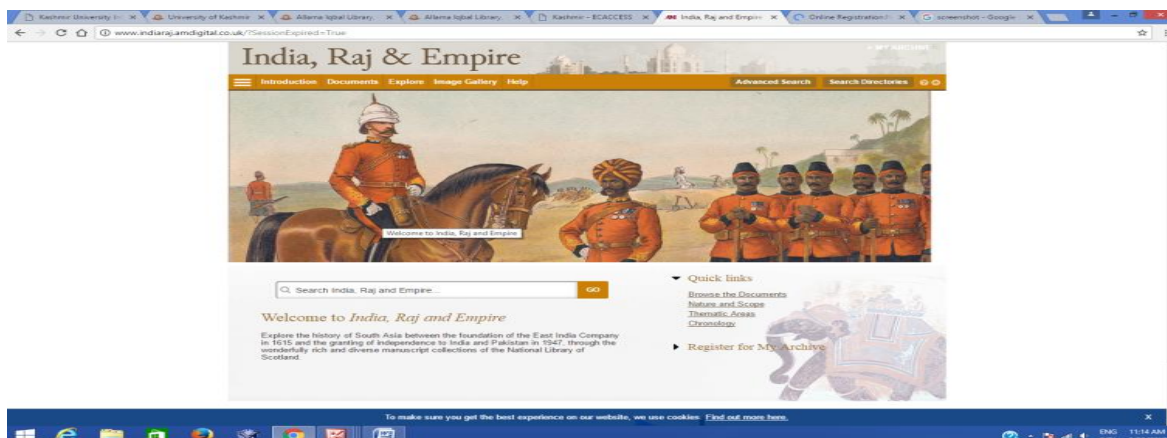 Kashmir University
University of Kashmir
Allama Iqbal Library,
Allama Iqbal Library,
Kashmir - ECACCESS
India, Raj and Empire
Online Registration
screenshot - Google
www.indiaraj.amdigital.co.uk/?SessionExpired=True
India, Raj & Empire
MY ARCHIVE
Introduction Documents Explore Image Gallery Help
Advanced Search Search Directories
Welcome to India, Raj and Empire
Search India, Raj and Empire...
GO
Welcome to India, Raj and Empire
Explore the history of South Asia between the foundation of the East India Company
in 1615 and the granting of independence to India and Pakistan in 1947, through the
wonderfully rich and diverse manuscript collections of the National Library of
Scotland.
Quick links
Browse the Documents
Nature and Scope
Thematic Areas
Chronology
Register for My Archive
To make sure you get the best experience on our website, we use cookies Find out more here.
ENG 11:14 AM